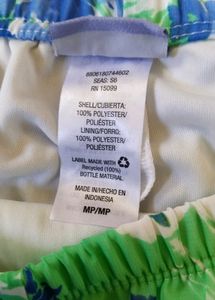 8806180744602
SEAS: S6
RN 15099
SHELL/CUBIERTA:
100% POLYESTER/
POLIÉSTER
LINING/FORRO:
100% POLYESTER/
POLIÉSTER
LABEL MADE WITH
RECYCLED 100%
BOTTLE MATERIAL
MADE IN/HECHO EN
INDONESIA
MP/MP